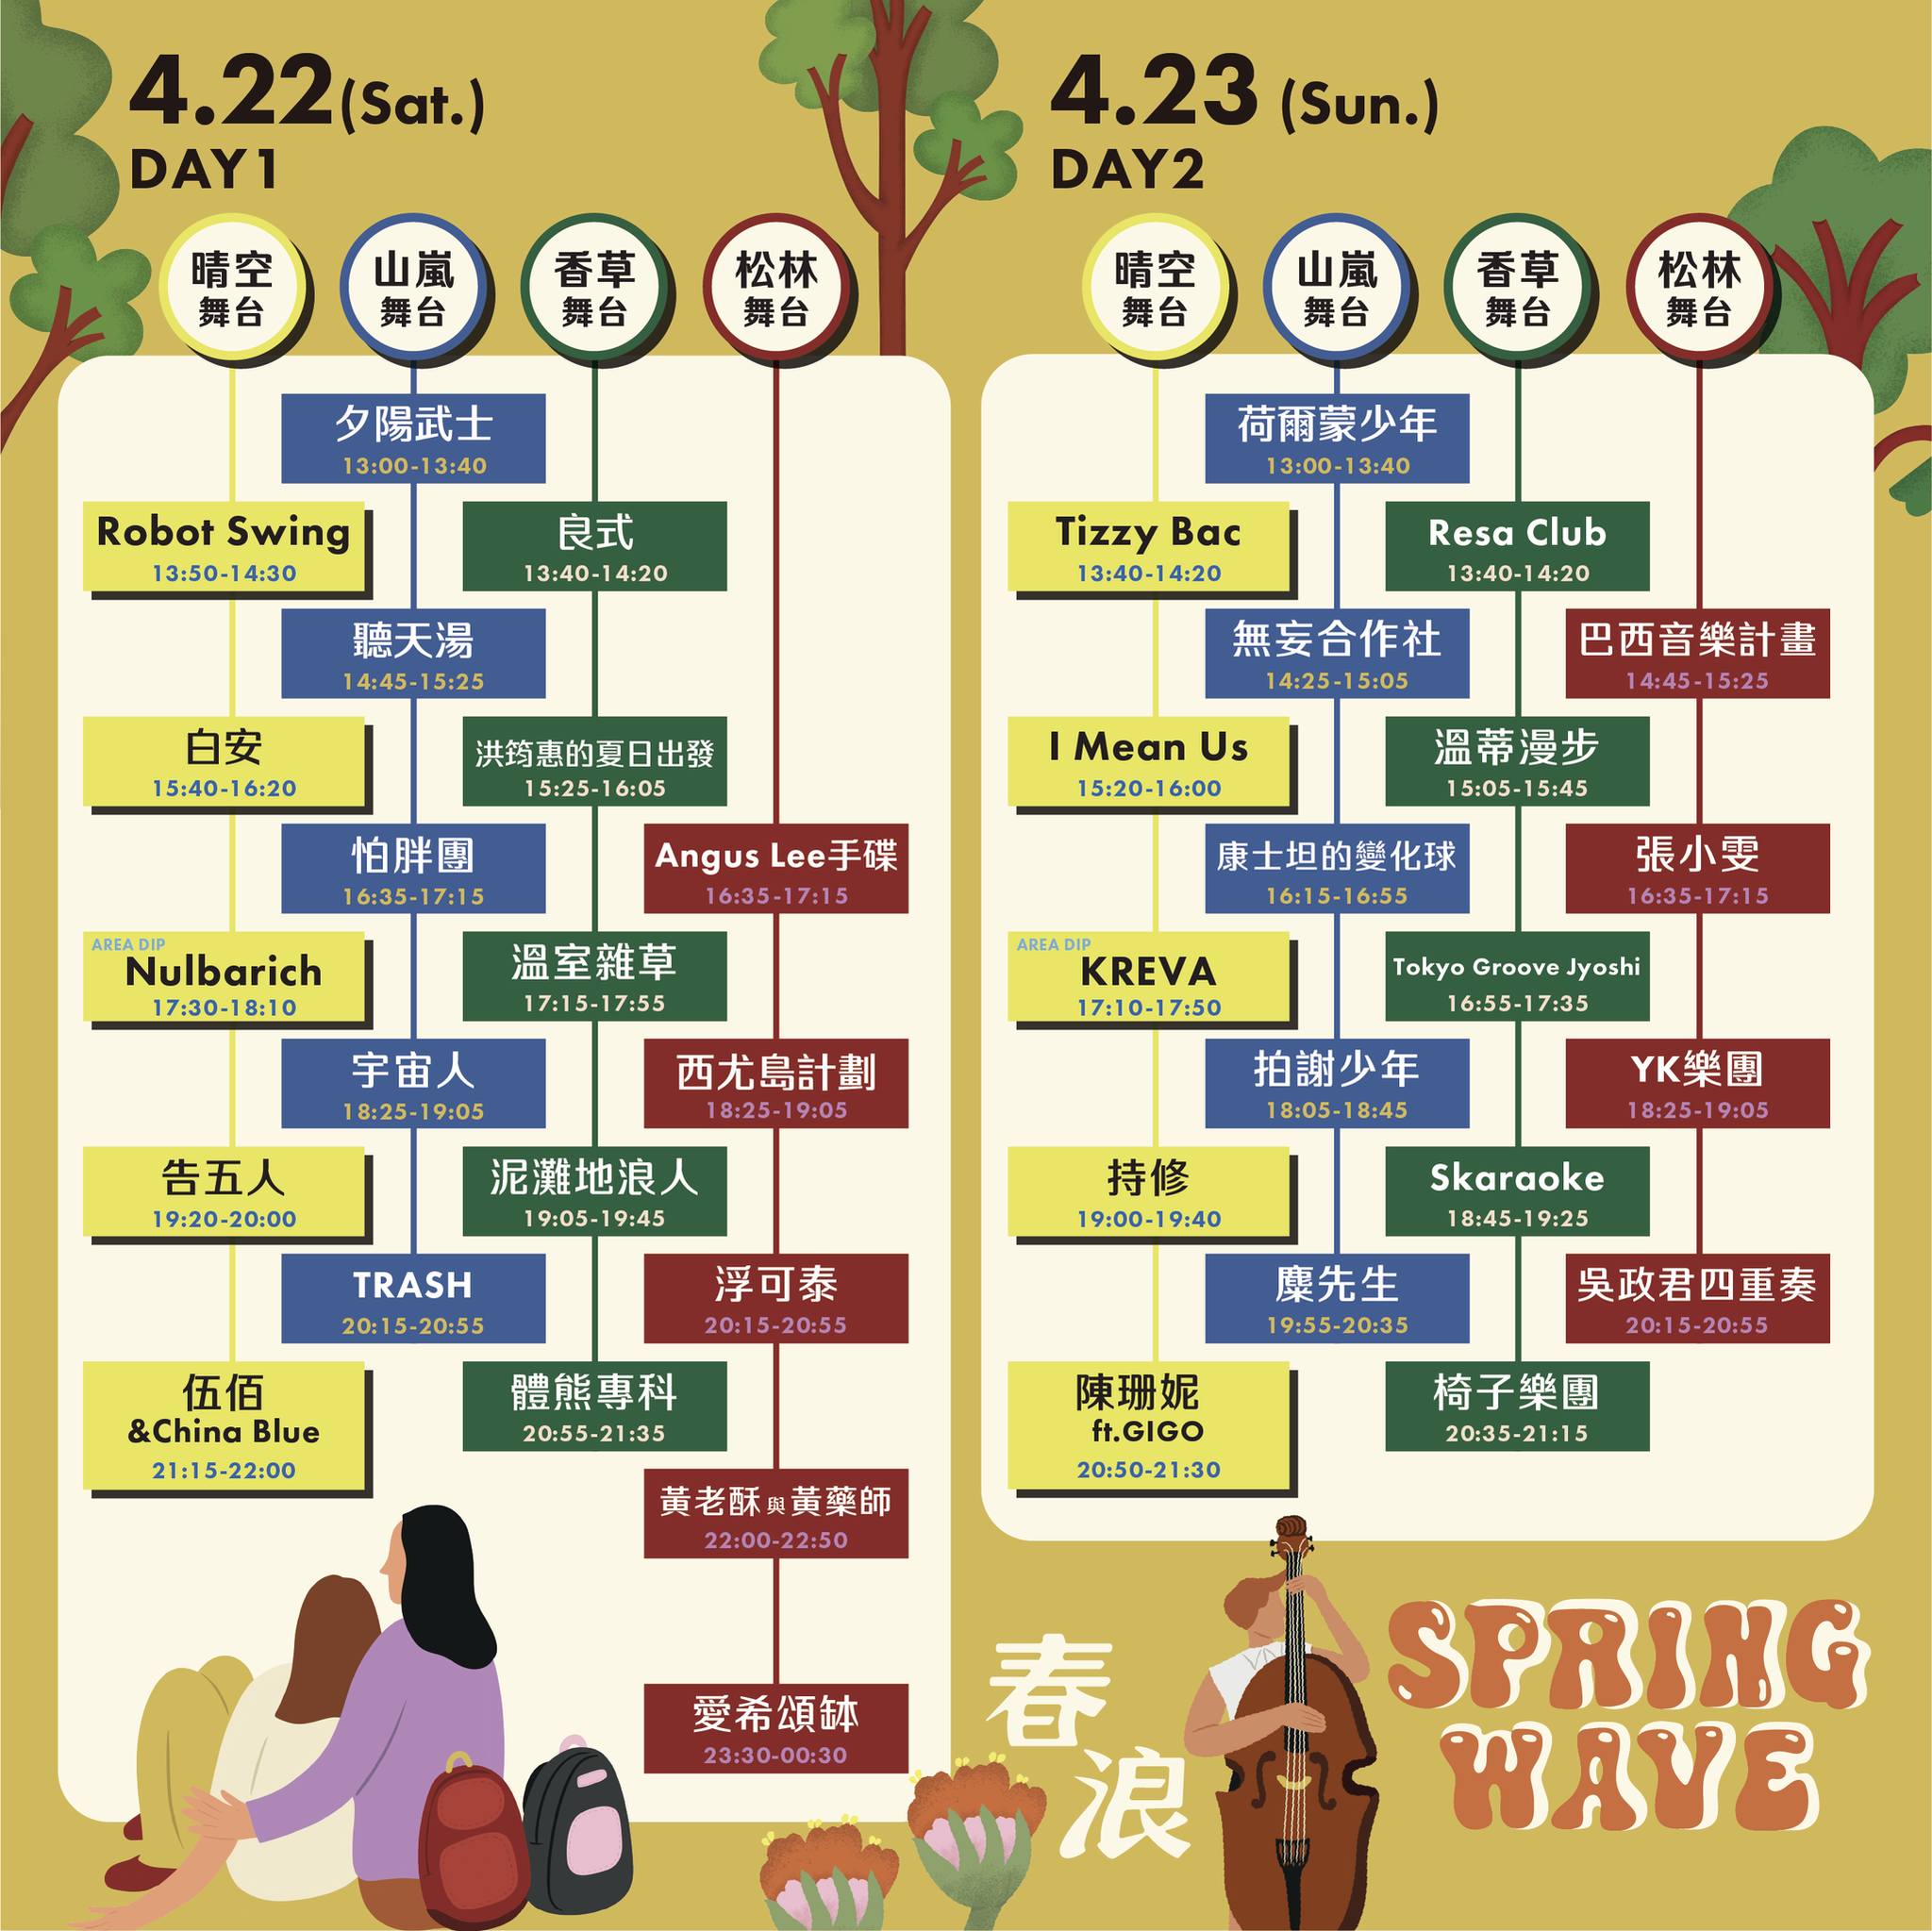 4.22(Sat.)
DAY1
晴空
舞台
山嵐
舞台
香草
舞台
松林
舞台
夕陽武士
13:00-13:40
Robot Swing
13:50-14:30
良式
13:40-14:20
聽天湯
14:45-15:25
白安
15:40-16:20
洪筠惠的夏日出發
15:25-16:05
怕胖團
16:35-17:15
Angus Lee手碟
16:35-17:15
AREA DIP
Nulbarich
17:30-18:10
溫室雜草
17:15-17:55
宇宙人
18:25-19:05
西尤島計劃
18:25-19:05
告五人
19:20-20:00
泥灘地浪人
19:05-19:45
TRASH
20:15-20:55
浮可泰
20:15-20:55
伍佰
&China Blue
21:15-22:00
體熊專科
20:55-21:35
黃老酥與黃藥師
22:00-22:50
愛希頌缽
23:30-00:30
4.23 (Sun.)
DAY2
晴空
舞台
山嵐
舞台
香草
舞台
松林
舞台
荷爾蒙少年
13:00-13:40
Tizzy Bac
13:40-14:20
Resa Club
13:40-14:20
無妄合作社
14:25-15:05
巴西音樂計畫
14:45-15:25
I Mean Us
15:20-16:00
溫蒂漫步
15:05-15:45
康士坦的變化球
16:15-16:55
張小雯
16:35-17:15
AREA DIP
KREVA
17:10-17:50
Tokyo Groove Jyoshi
16:55-17:35
拍謝少年
18:05-18:45
YK樂團
18:25-19:05
持修
19:00-19:40
Skaraoke
18:45-19:25
麋先生
19:55-20:35
吳政君四重奏
20:15-20:55
陳珊妮
ft.GIGO
20:50-21:30
椅子樂團
20:35-21:15
春
浪
SPRING
WAVE